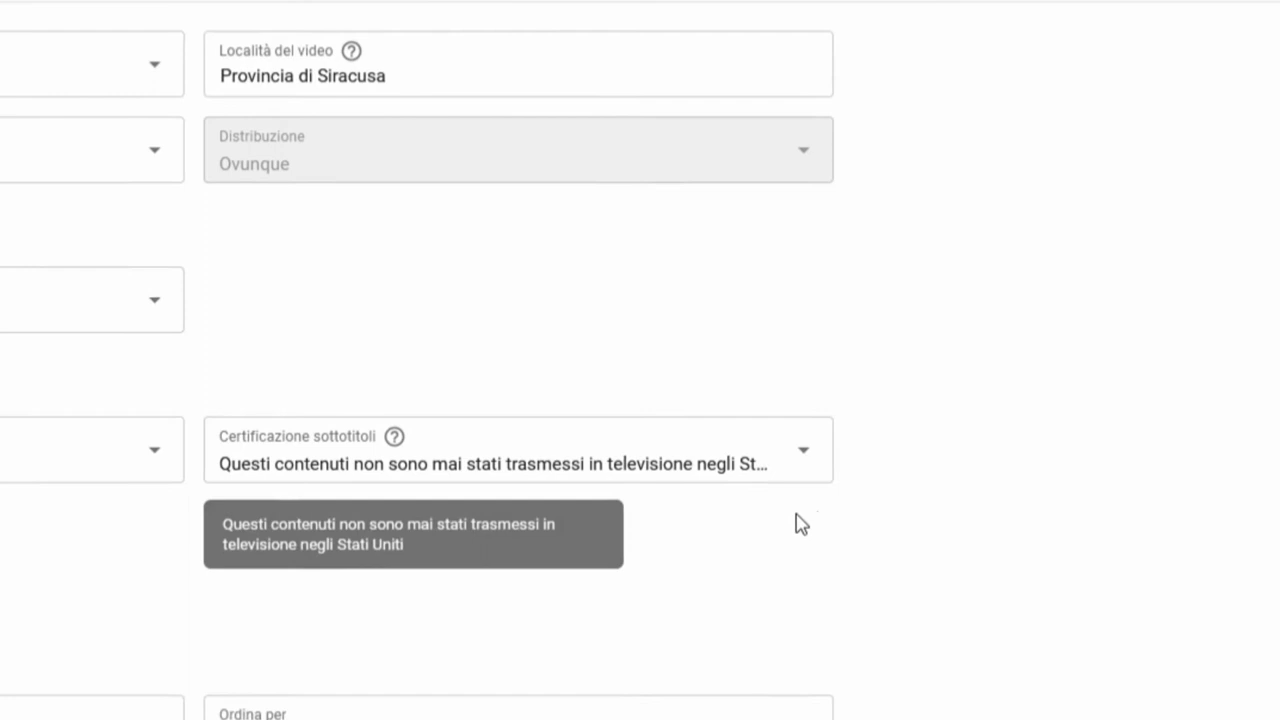 Località del video
Provincia di Siracusa
Distribuzione
Ovunque
Certificazione sottotitoli
Questi contenuti non sono mai stati trasmessi in televisione negli St...
Questi contenuti non sono mai stati trasmessi in
televisione negli Stati Uniti
Ordina per